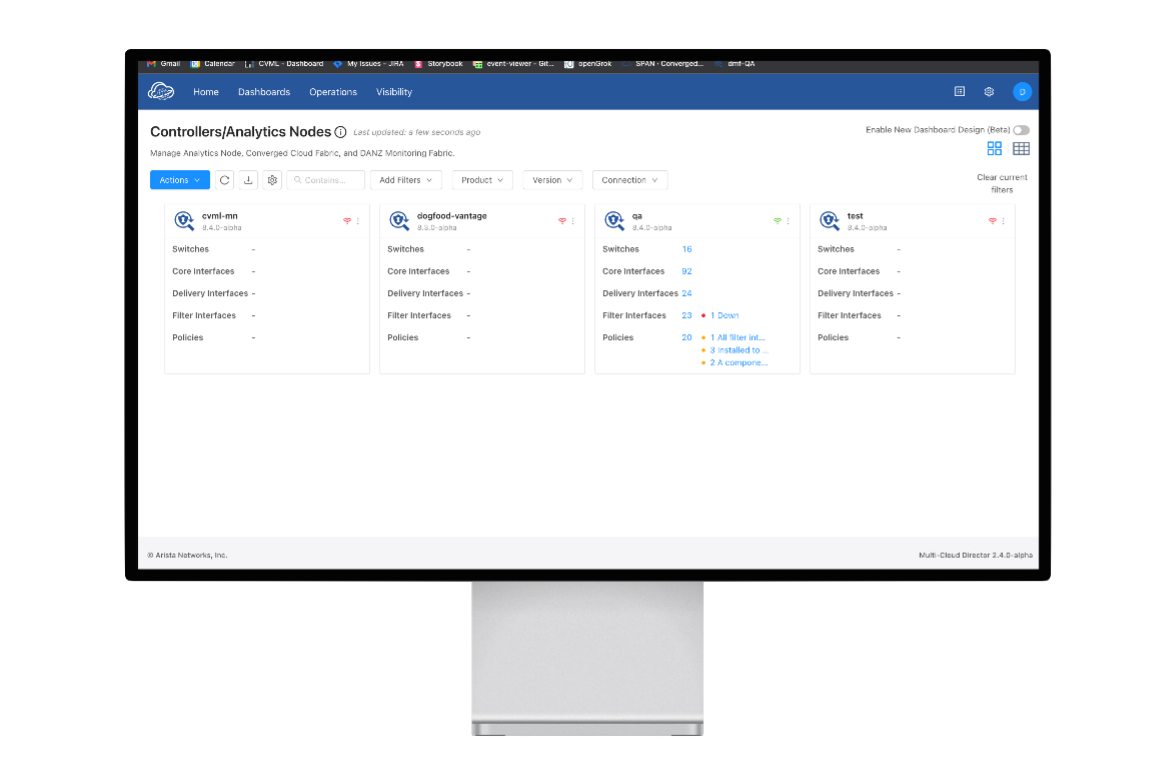 Gmail Calendar CVML - Dashboard My Issues - JIRA Storybook event-viewer - Git... OpenGrok SPAN - Converged... dmf-QA
Home Dashboards Operations Visibility D
Controllers/Analytics Nodes Last updated: a few seconds ago
Enable New Dashboard Design (Beta)
Manage Analytics Node, Converged Cloud Fabric, and DANZ Monitoring Fabric.
Actions Contains... Add Filters Product Version Connection
Clear current
filters
cvml-mn
8.4.0-alpha
Switches -
Core Interfaces -
Delivery Interfaces -
Filter Interfaces -
Policies -
dogfood-vantage
8.3.0-alpha
Switches -
Core Interfaces -
Delivery Interfaces -
Filter Interfaces -
Policies -
qa
8.4.0-alpha
Switches 16
Core Interfaces 92
Delivery Interfaces 24
Filter Interfaces 23 1 Down
Policies 20 1 All filter int...
3 Installed to ...
2 A compone...
test
8.4.0-alpha
Switches -
Core Interfaces -
Delivery Interfaces -
Filter Interfaces -
Policies -
© Arista Networks, Inc.
Multi-Cloud Director 2.4.0-alpha